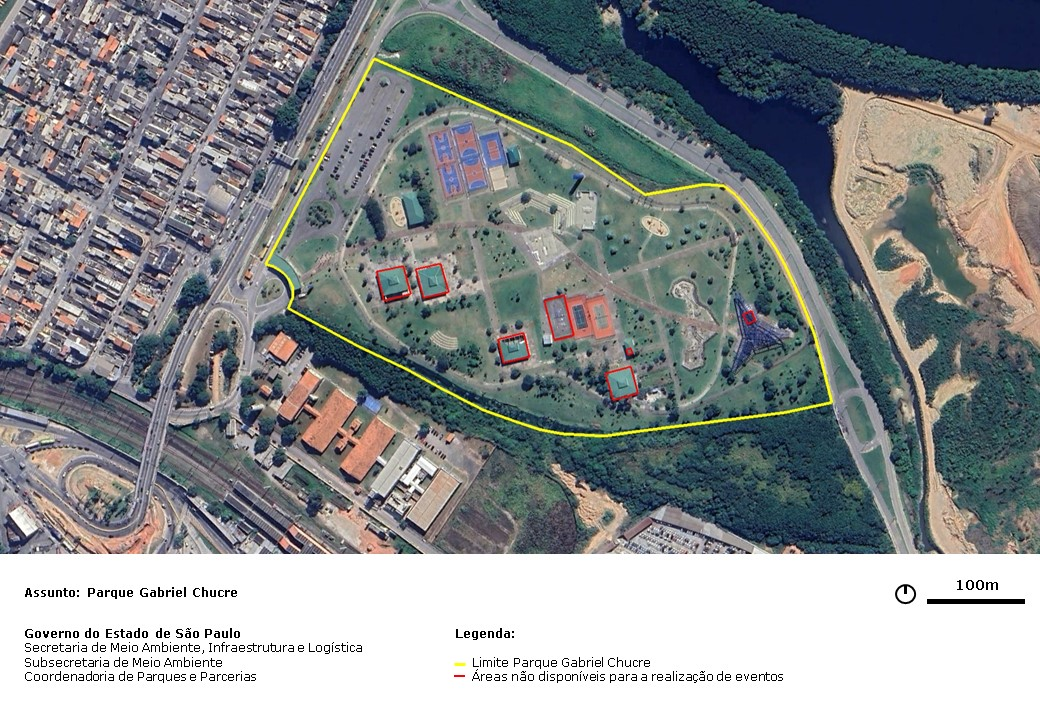 Assunto: Parque Gabriel Chucre
100m
Governo do Estado de São Paulo
Secretaria de Meio Ambiente, Infraestrutura e Logística
Subsecretaria de Meio Ambiente
Coordenadoria de Parques e Parcerias
Legenda:
Limite Parque Gabriel Chucre
Áreas não disponíveis para a realização de eventos